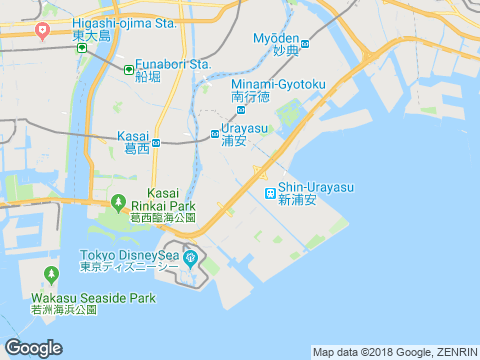 Higashi-ojima Sta.
東大島
Myōden
妙典
Funabori Sta.
船堀
Minami-Gyotoku
南行徳
Kasai
葛西
Urayasu
浦安
Kasai
Rinkai Park
葛西臨海公園
Shin-Urayasu
新浦安
Tokyo DisneySea
東京ディズニーシー
Wakasu Seaside Park
若洲海浜公園
Google
Map data ©2018 Google, ZENRIN